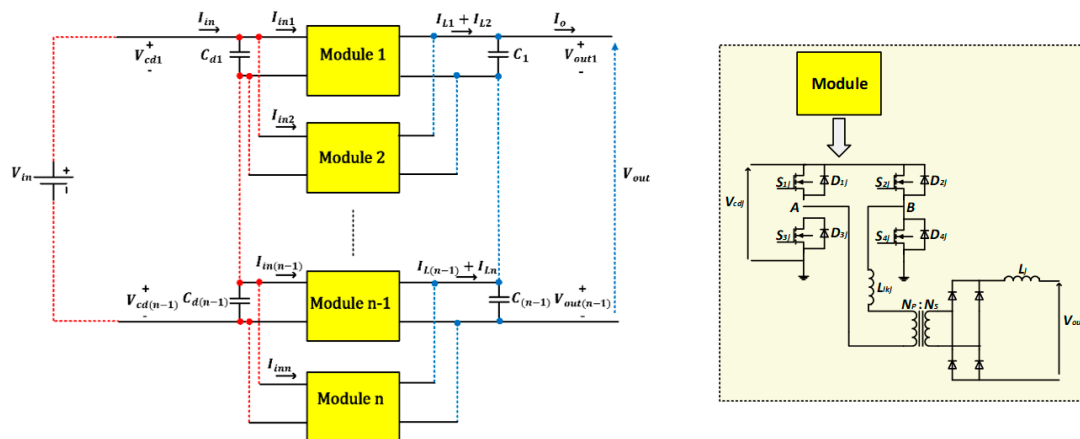 I_in I_in1 I_L1 + I_L2 I_o
+ V_cd1 - C_d1 Module 1 C_1 + V_out1 -
I_in2
Module 2
V_in + - V_out
I_in(n-1) I_L(n-1) + I_Ln
+ V_cd(n-1) - C_d(n-1) Module n-1 C_(n-1) + V_out(n-1) -
I_inn
Module n
Module
S_1j D_1j S_2j D_2j
V_cdj A B
S_3j D_3j S_4j D_4j
L_lkj L_j
N_P : N_S